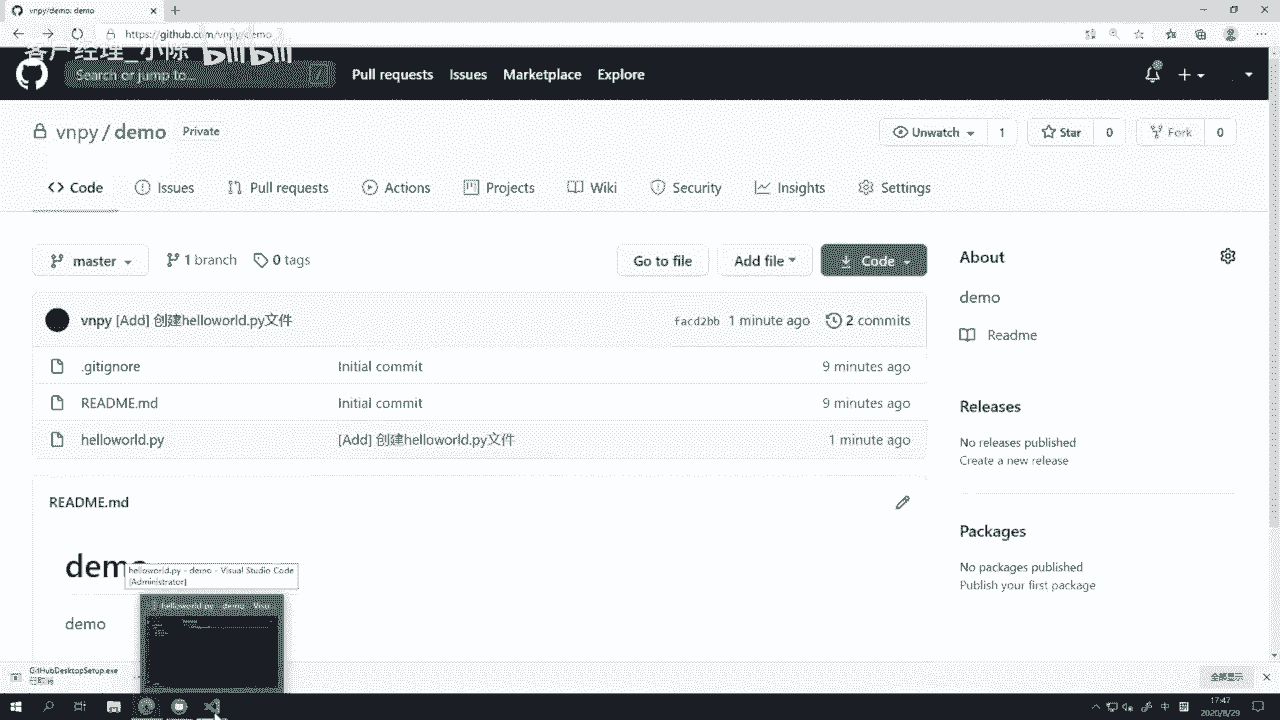 vnpy/demo: demo
https://github.com/vnpy/demo
客户经理_小陈 bilibili
Search or jump to...
/
Pull requests Issues Marketplace Explore
vnpy / demo Private
Unwatch 1 Star 0 Fork 0
Code Issues Pull requests Actions Projects Wiki Security Insights Settings
master 1 branch 0 tags Go to file Add file Code
vnpy [Add] 创建helloworld.py文件 facd2bb 1 minute ago 2 commits
.gitignore Initial commit 9 minutes ago
README.md Initial commit 9 minutes ago
helloworld.py [Add] 创建helloworld.py文件 1 minute ago
README.md
demo
demo
About
demo
Readme
Releases
No releases published
Create a new release
Packages
No packages published
Publish your first package
helloworld.py - demo - Visual Studio Code
[Administrator]
helloworld.py - demo - Visu
GitHubDesktopSetup.exe
全部显示
中
17:47
2020/8/29